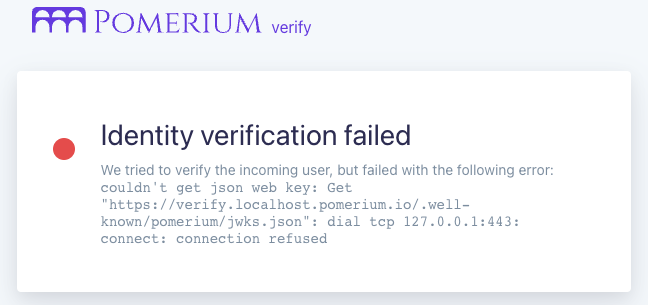 POMERIUM verify
Identity verification failed
We tried to verify the incoming user, but failed with the following error:
couldn't get json web key: Get
"https://verify.localhost.pomerium.io/.well-
known/pomerium/jwks.json": dial tcp 127.0.0.1:443:
connect: connection refused